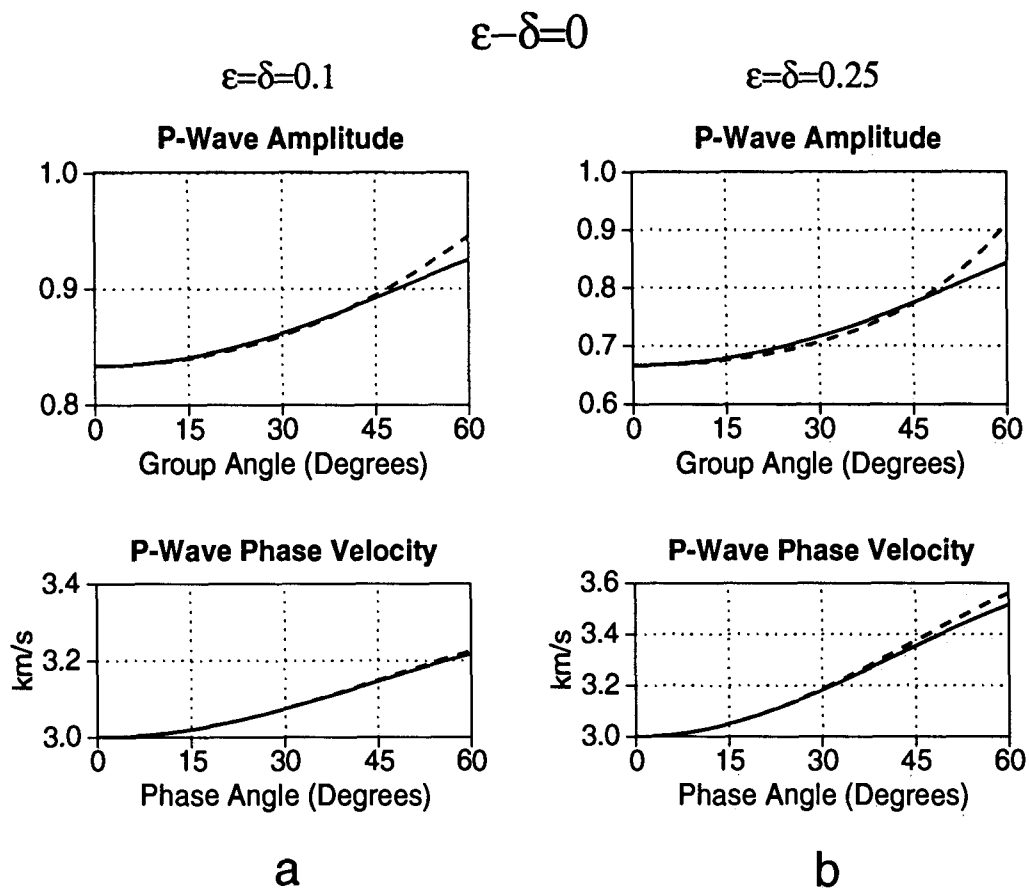 ε−δ=0
ε=δ=0.1
P-Wave Amplitude
1.0
0.9
0.8
0 15 30 45 60
Group Angle (Degrees)
P-Wave Phase Velocity
3.4
3.2
3.0
km/s
0 15 30 45 60
Phase Angle (Degrees)
a
ε=δ=0.25
P-Wave Amplitude
1.0
0.9
0.8
0.7
0.6
0 15 30 45 60
Group Angle (Degrees)
P-Wave Phase Velocity
3.6
3.4
3.2
3.0
km/s
0 15 30 45 60
Phase Angle (Degrees)
b